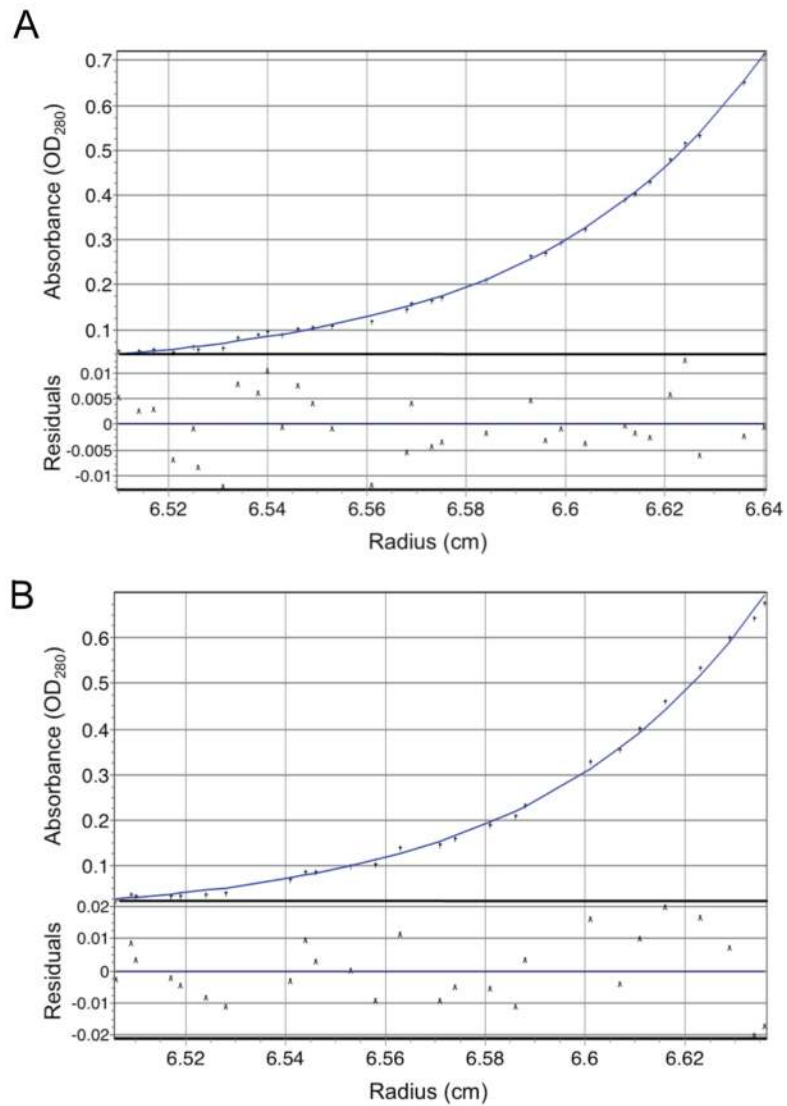 A
Absorbance (OD280)
0.7
0.6
0.5
0.4
0.3
0.2
0.1
Residuals
0.01
0.005
0
-0.005
-0.01
6.52 6.54 6.56 6.58 6.6 6.62 6.64
Radius (cm)
B
Absorbance (OD280)
0.6
0.5
0.4
0.3
0.2
0.1
Residuals
0.02
0.01
0
-0.01
-0.02
6.52 6.54 6.56 6.58 6.6 6.62
Radius (cm)